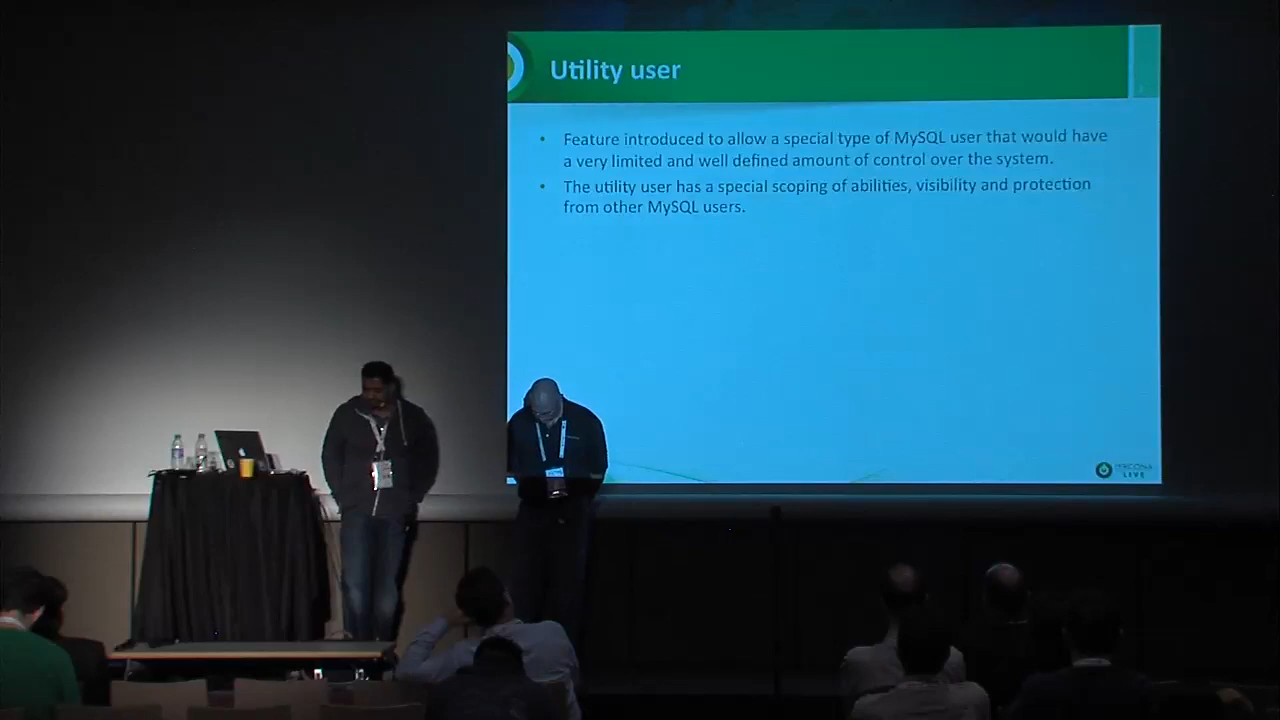 Utility user
• Feature introduced to allow a special type of MySQL user that would have
a very limited and well defined amount of control over the system.
• The utility user has a special scoping of abilities, visibility and protection
from other MySQL users.
PERCONA
LIVE